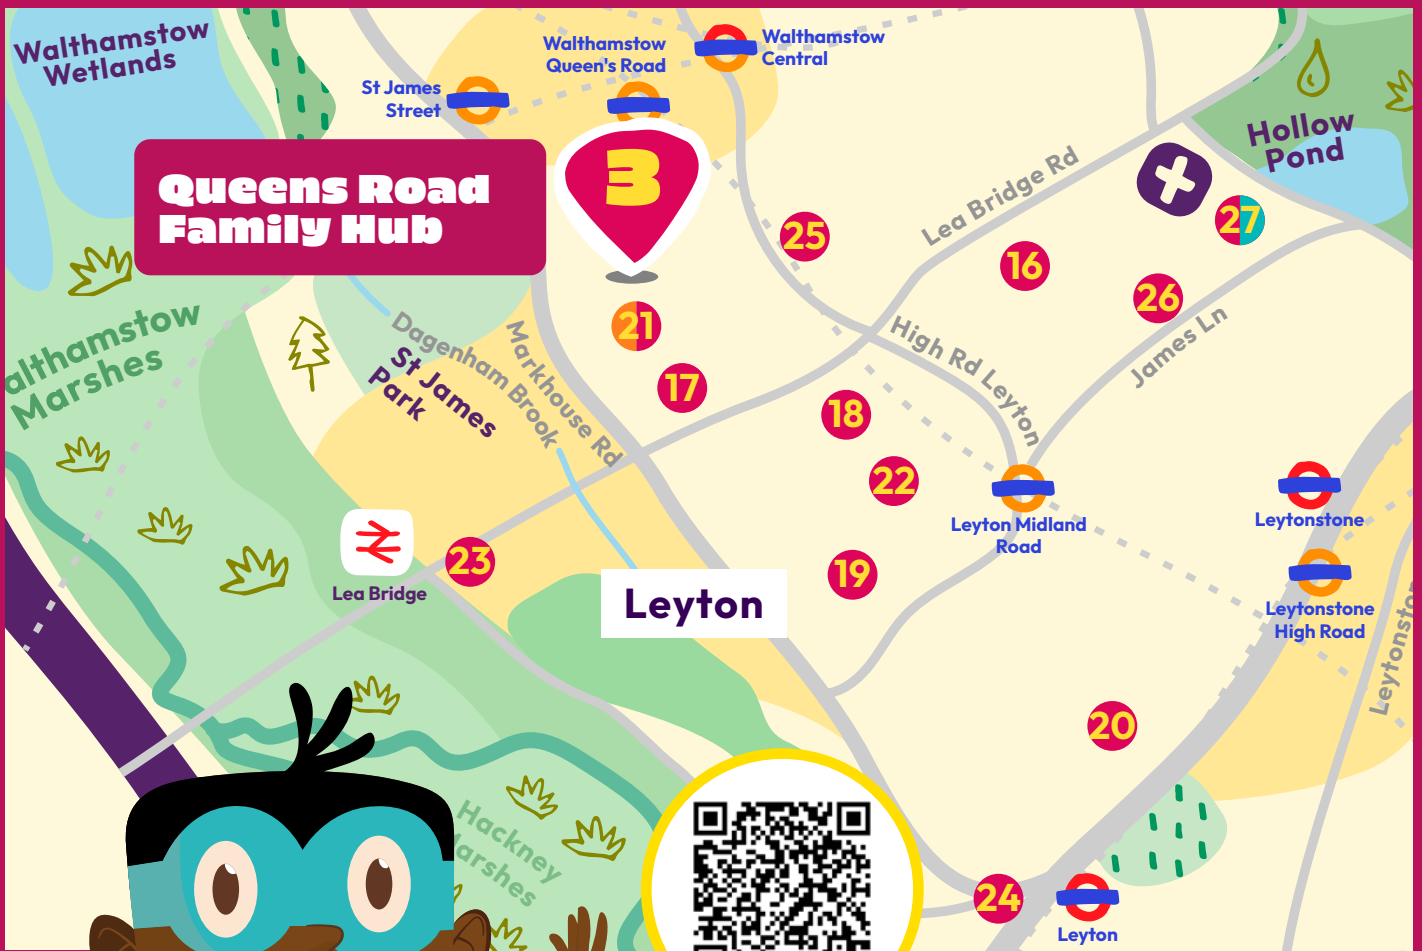 Walthamstow
Wetlands
Walthamstow
Queen's Road
Walthamstow
Central
St James
Street
Hollow
Pond
Queens Road
Family Hub
3
Lea Bridge Rd
27
25
16
26
althamstow
Marshes
21
Dagenham Brook
St James
Park
Markhouse Rd
High Rd Leyton
James Ln
17
18
22
Leyton Midland
Road
Leytonstone
23
Lea Bridge
19
Leyton
Leytonstone
High Road
Leytonston
20
Hackney
arshes
24
Leyton